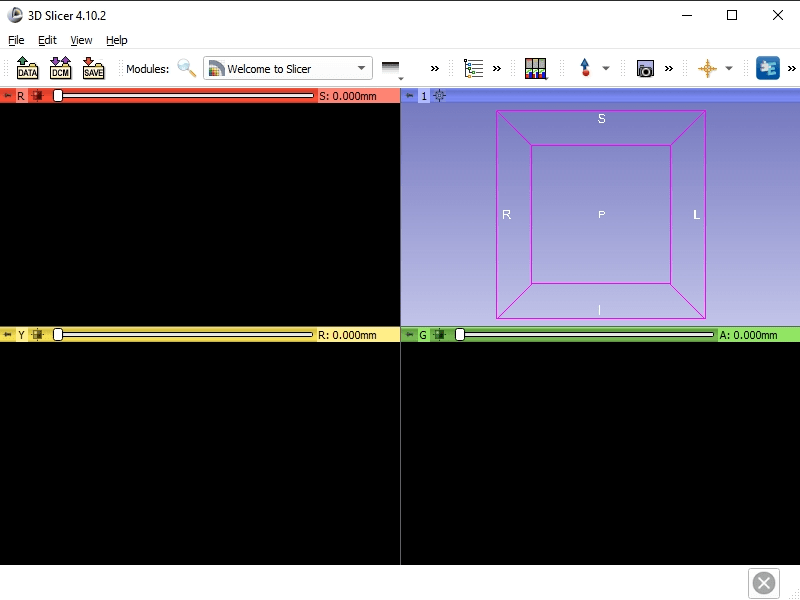 3D Slicer 4.10.2
File Edit View Help
DATA DCM SAVE Modules: Welcome to Slicer
R S: 0.000mm
1
S
R P L
I
Y R: 0.000mm
G A: 0.000mm